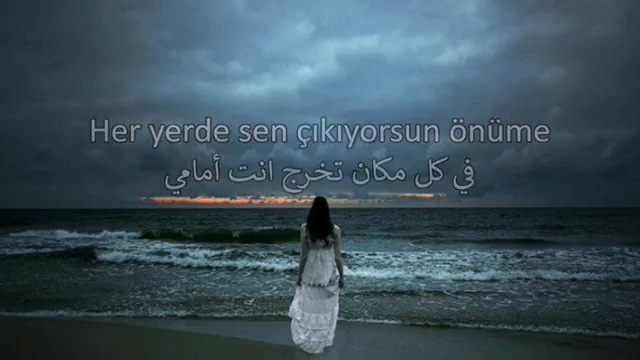 Her yerde sen çıkıyorsun önüme
في كل مكان تخرج انت أمامي